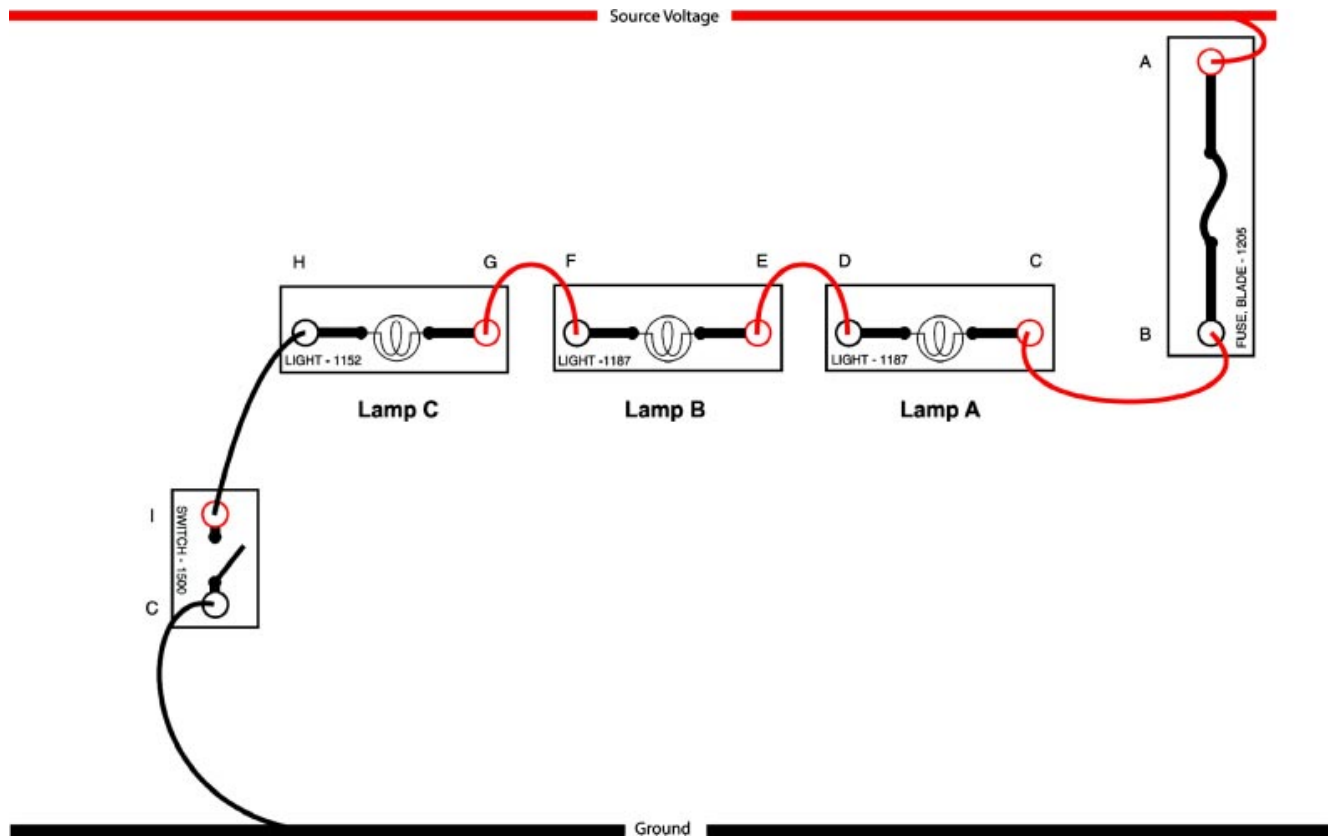 Source Voltage
A
FUSE, BLADE - 1205
B
H
G
F
E
D
C
LIGHT - 1152
LIGHT -1187
LIGHT - 1187
Lamp C
Lamp B
Lamp A
I
SWITCH - 1500
C
Ground